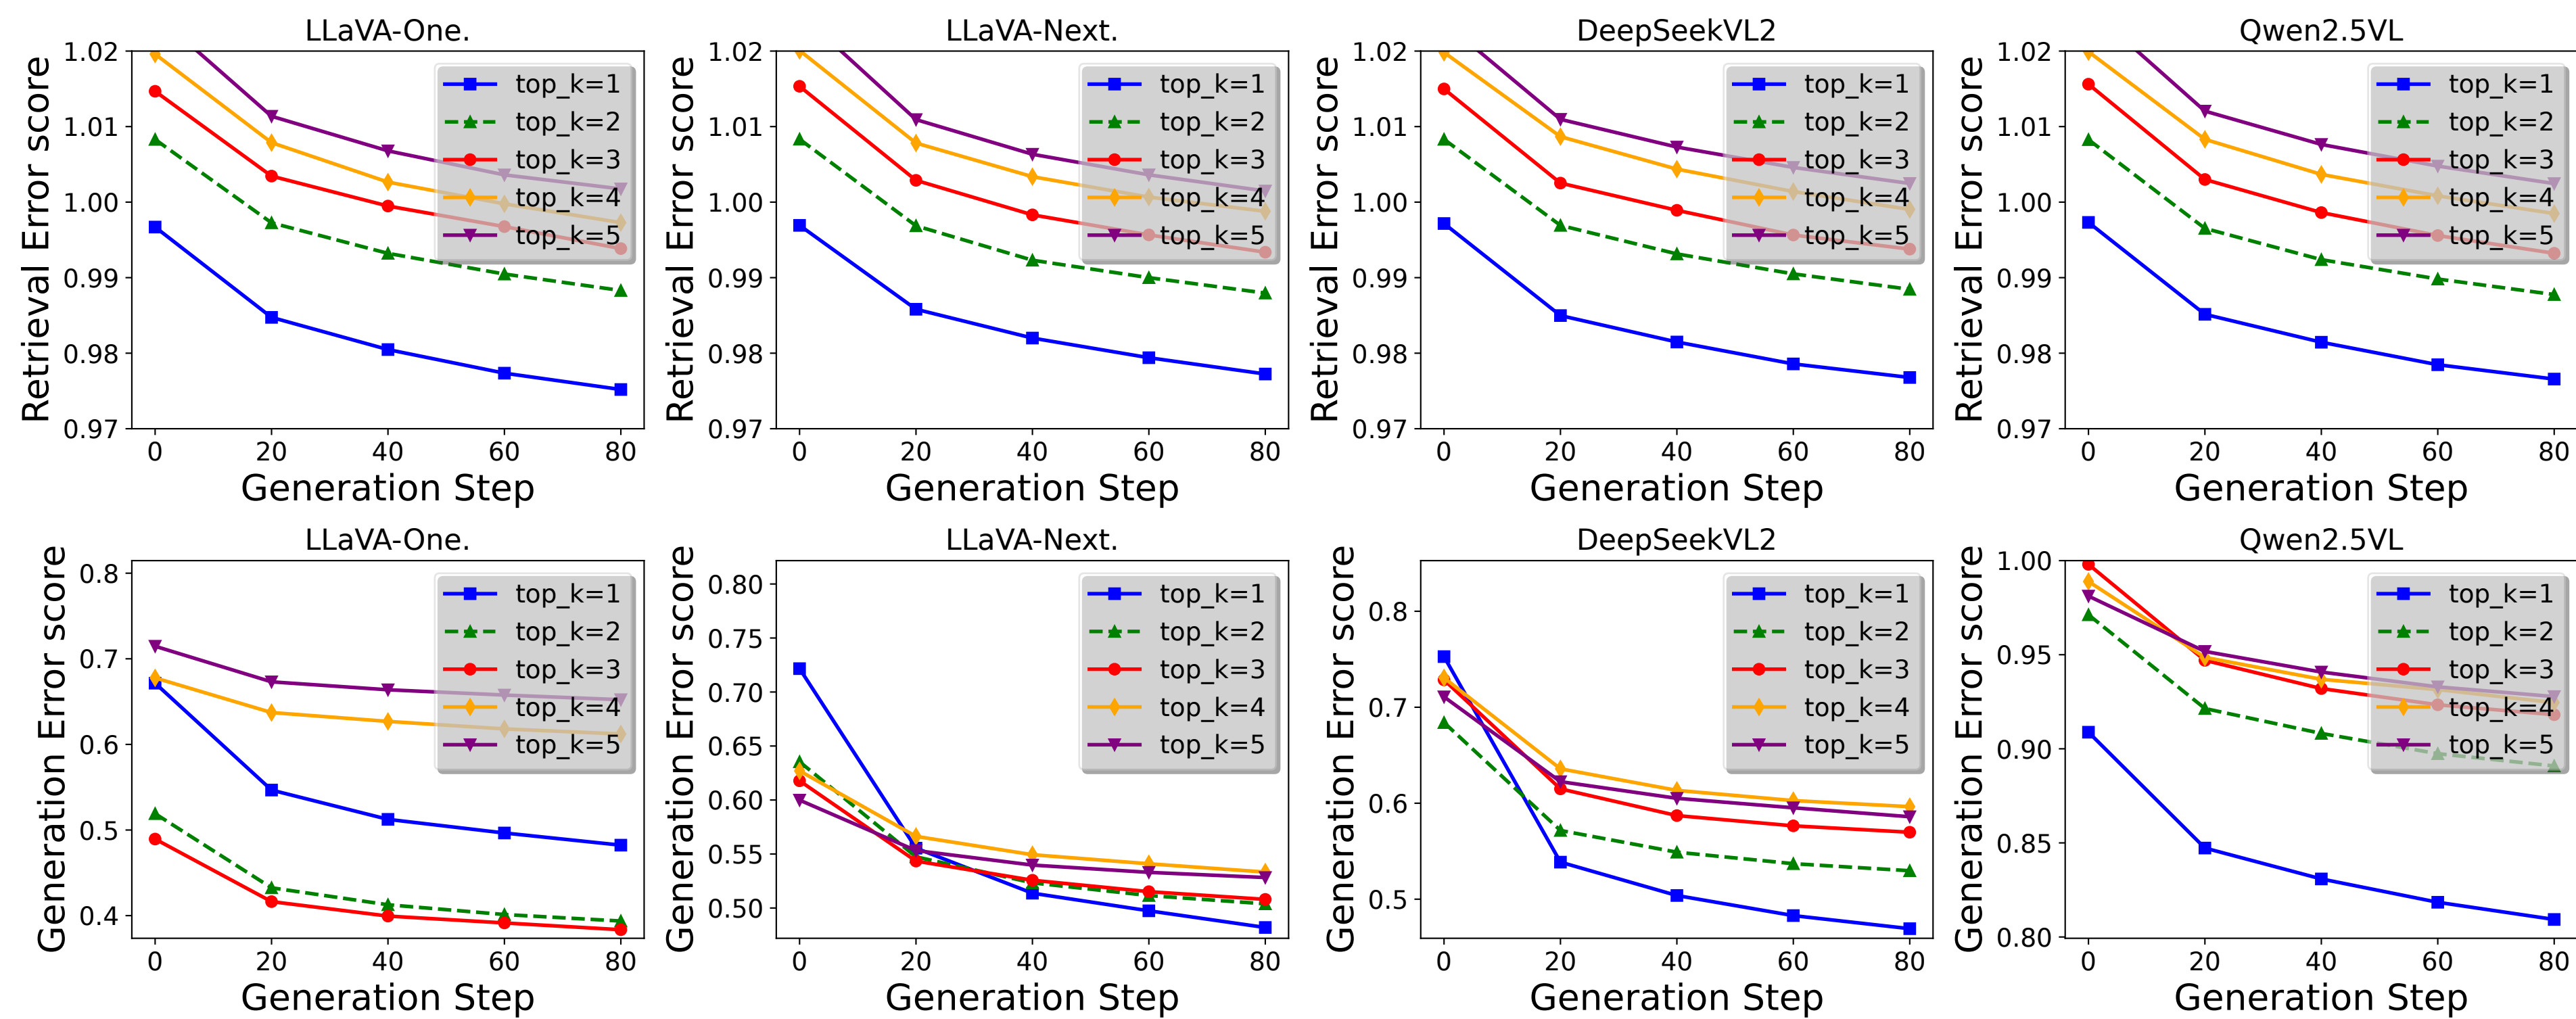 LLaVA-One.
Retrieval Error score
1.02
1.01
1.00
0.99
0.98
0.97
top_k=1
top_k=2
top_k=3
top_k=4
top_k=5
0 20 40 60 80
Generation Step
LLaVA-Next.
Retrieval Error score
1.02
1.01
1.00
0.99
0.98
0.97
top_k=1
top_k=2
top_k=3
top_k=4
top_k=5
0 20 40 60 80
Generation Step
DeepSeekVL2
Retrieval Error score
1.02
1.01
1.00
0.99
0.98
0.97
top_k=1
top_k=2
top_k=3
top_k=4
top_k=5
0 20 40 60 80
Generation Step
Qwen2.5VL
Retrieval Error score
1.02
1.01
1.00
0.99
0.98
0.97
top_k=1
top_k=2
top_k=3
top_k=4
top_k=5
0 20 40 60 80
Generation Step
LLaVA-One.
Generation Error score
0.8
0.7
0.6
0.5
0.4
top_k=1
top_k=2
top_k=3
top_k=4
top_k=5
0 20 40 60 80
Generation Step
LLaVA-Next.
Generation Error score
0.80
0.75
0.70
0.65
0.60
0.55
0.50
top_k=1
top_k=2
top_k=3
top_k=4
top_k=5
0 20 40 60 80
Generation Step
DeepSeekVL2
Generation Error score
0.8
0.7
0.6
0.5
top_k=1
top_k=2
top_k=3
top_k=4
top_k=5
0 20 40 60 80
Generation Step
Qwen2.5VL
Generation Error score
1.00
0.95
0.90
0.85
0.80
top_k=1
top_k=2
top_k=3
top_k=4
top_k=5
0 20 40 60 80
Generation Step